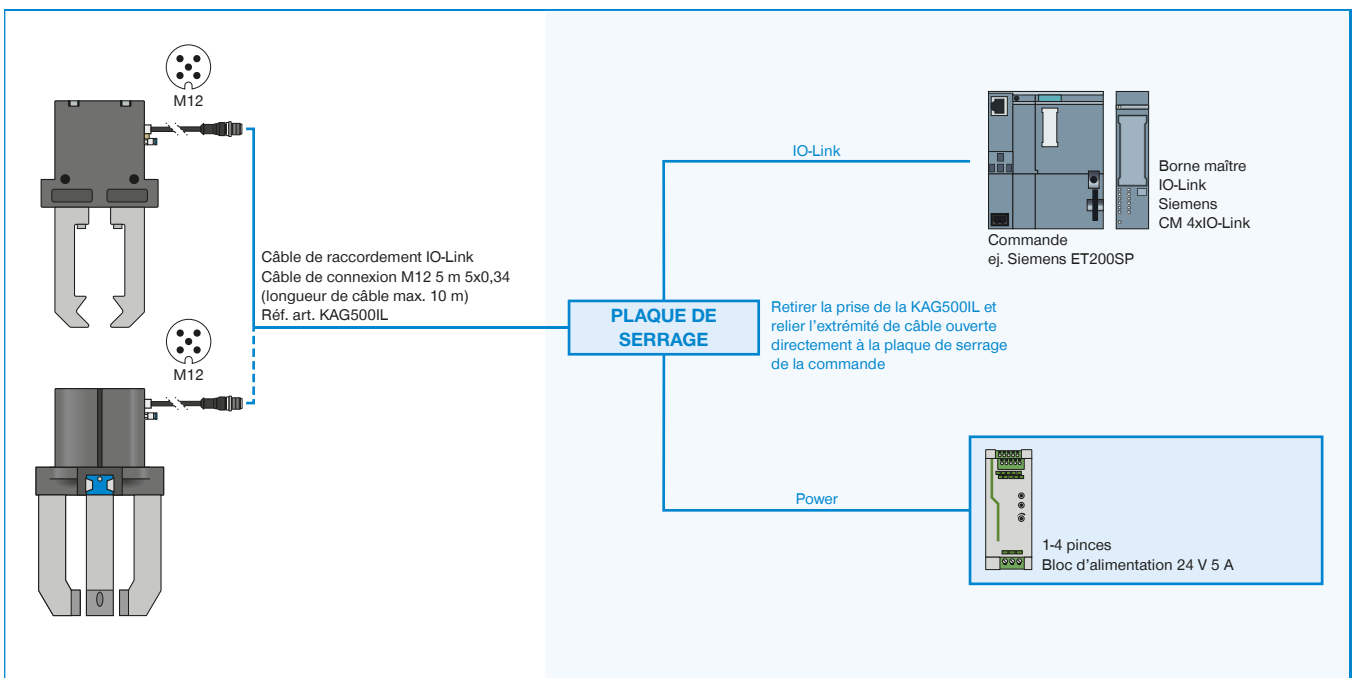 M12
Câble de raccordement IO-Link
Câble de connexion M12 5 m 5x0,34
(longueur de câble max. 10 m)
Réf. art. KAG500IL
M12
PLAQUE DE
SERRAGE
Retirer la prise de la KAG500IL et
relier l’extrémité de câble ouverte
directement à la plaque de serrage
de la commande
IO-Link
Commande
ej. Siemens ET200SP
Borne maître
IO-Link
Siemens
CM 4xIO-Link
Power
1-4 pinces
Bloc d’alimentation 24 V 5 A